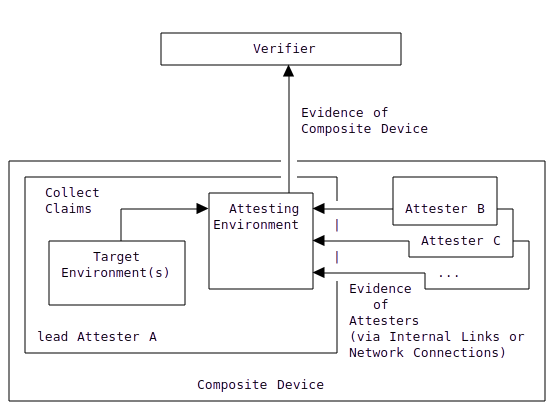 Verifier
Evidence of
Composite Device
Collect
Claims
Attesting
Environment
Attester B
Attester C
...
Target
Environment(s)
Evidence
of
Attesters
(via Internal Links or
Network Connections)
lead Attester A
Composite Device